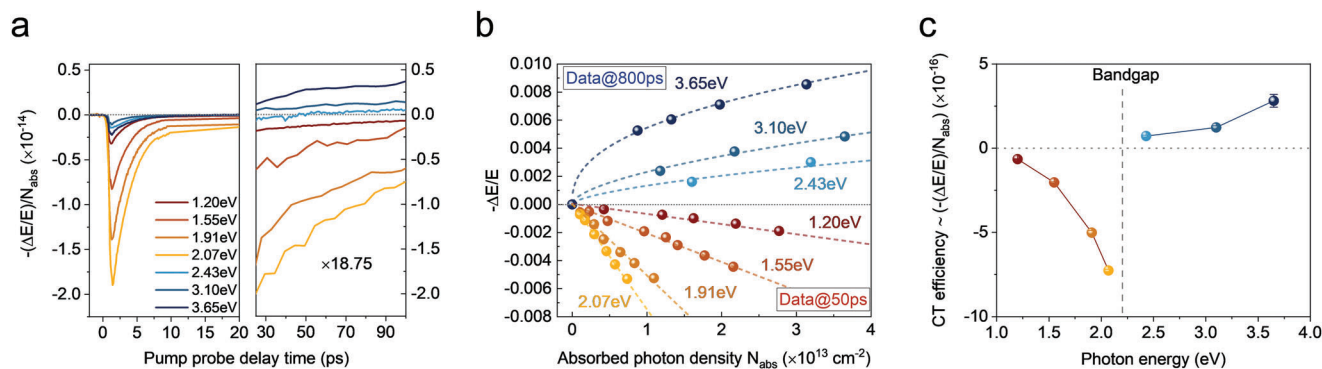 a
-(ΔE/E)/N_abs (×10⁻¹⁴)
0.5
0.0
-0.5
-1.0
-1.5
-2.0
1.20eV
1.55eV
1.91eV
2.07eV
2.43eV
3.10eV
3.65eV
0 5 10 15 20
×18.75
0.5
0.0
-0.5
-1.0
-1.5
-2.0
30 50 70 90
Pump probe delay time (ps)
b
-ΔE/E
0.010
0.008
0.006
0.004
0.002
0.000
-0.002
-0.004
-0.006
-0.008
Data@800ps
3.65eV
3.10eV
2.43eV
1.20eV
1.55eV
1.91eV
2.07eV
Data@50ps
0 1 2 3 4
Absorbed photon density N_abs (×10¹³ cm⁻²)
c
CT efficiency ~ (-(ΔE/E)/N_abs) (×10⁻¹⁶)
5
0
-5
-10
Bandgap
1.0 1.5 2.0 2.5 3.0 3.5 4.0
Photon energy (eV)